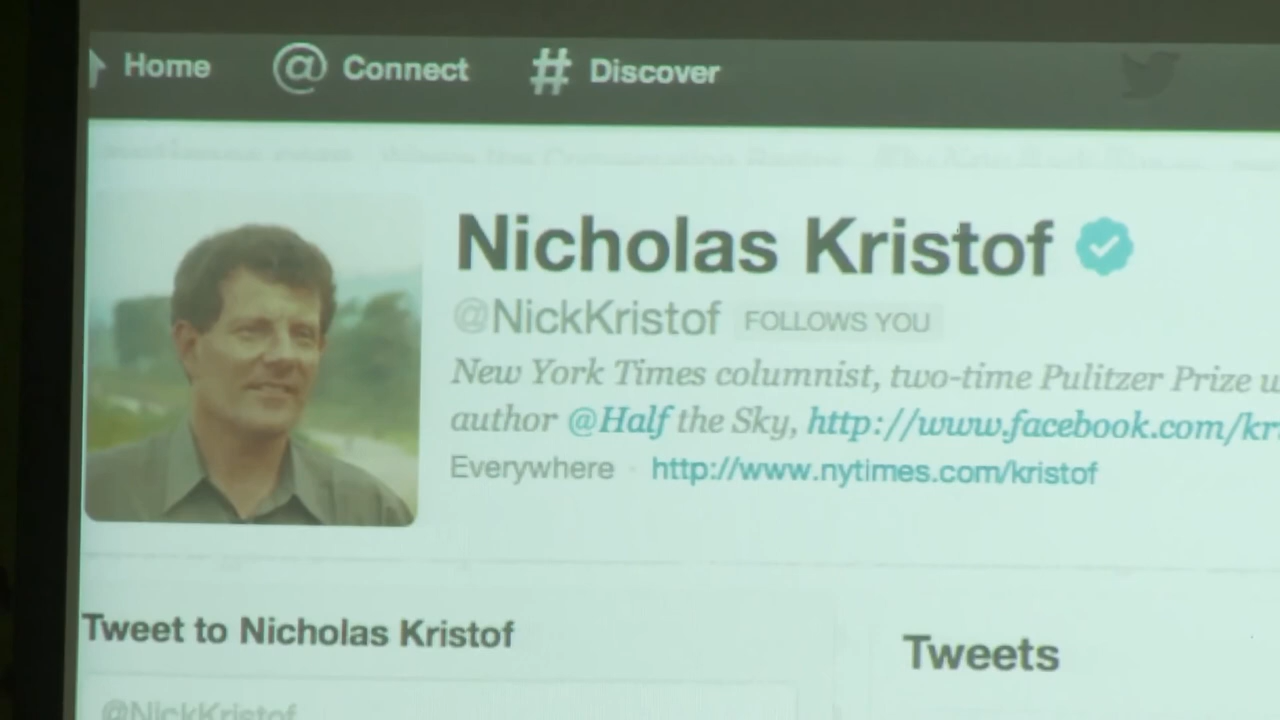 Home @ Connect # Discover
Nicholas Kristof
@NickKristof FOLLOWS YOU
New York Times columnist, two-time Pulitzer Prize
author @Half the Sky, http://www.facebook.com/kr
Everywhere · http://www.nytimes.com/kristof
Tweet to Nicholas Kristof
Tweets
@NickKristof